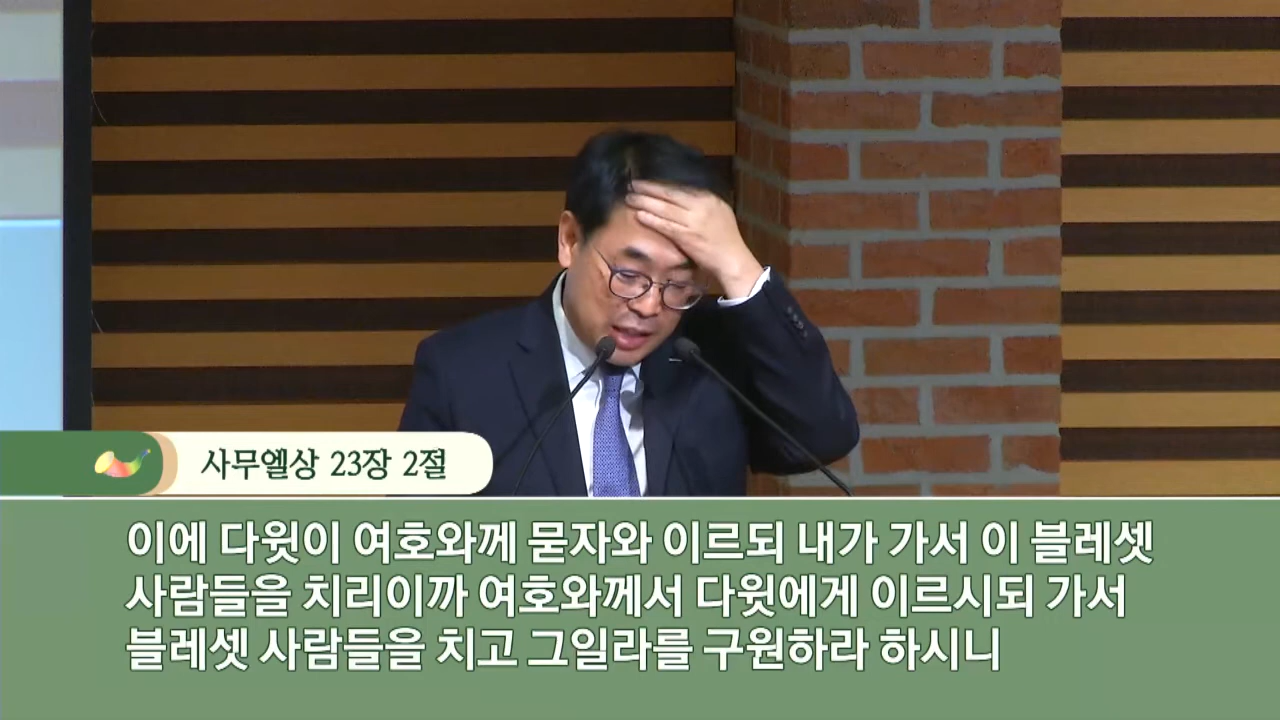 사무엘상 23장 2절
이에 다윗이 여호와께 묻자와 이르되 내가 가서 이 블레셋
사람들을 치리이까 여호와께서 다윗에게 이르시되 가서
블레셋 사람들을 치고 그일라를 구원하라 하시니